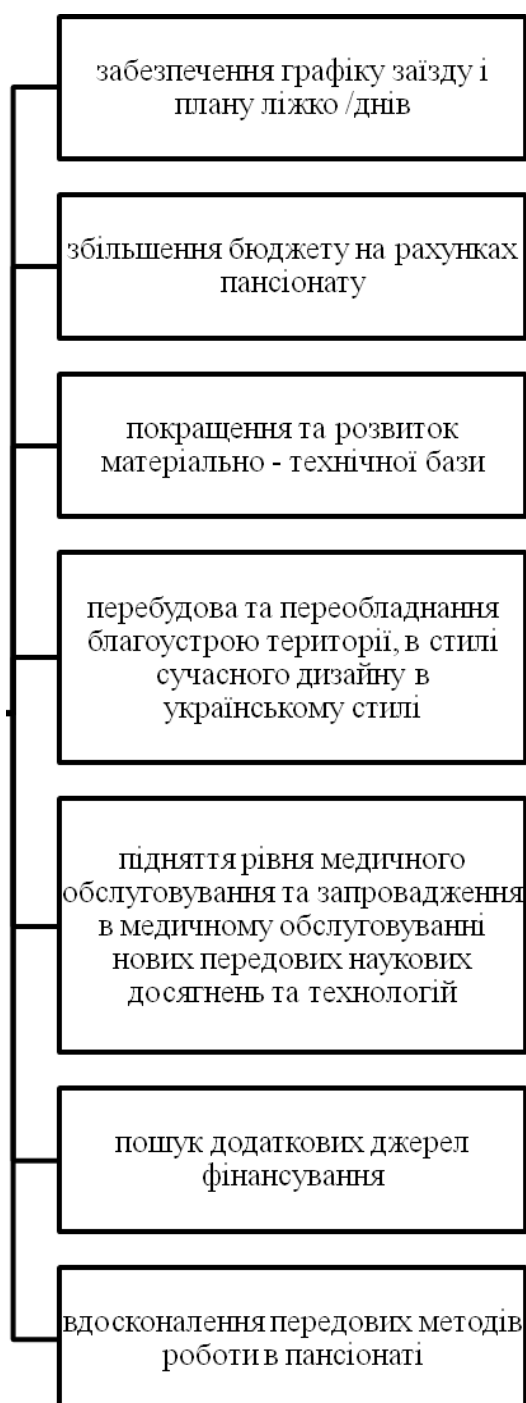 забезпечення графіку заїзду і
плану ліжко /днів
збільшення бюджету на рахунках
пансіонату
покращення та розвиток
матеріально - технічної бази
перебудова та переобладнання
благоустрою території, в стилі
сучасного дизайну в
українському стилі
підняття рівня медичного
обслуговування та запровадження
в медичному обслуговуванні
нових передових наукових
досягнень та технологій
пошук додаткових джерел
фінансування
вдосконалення передових методів
роботи в пансіонаті